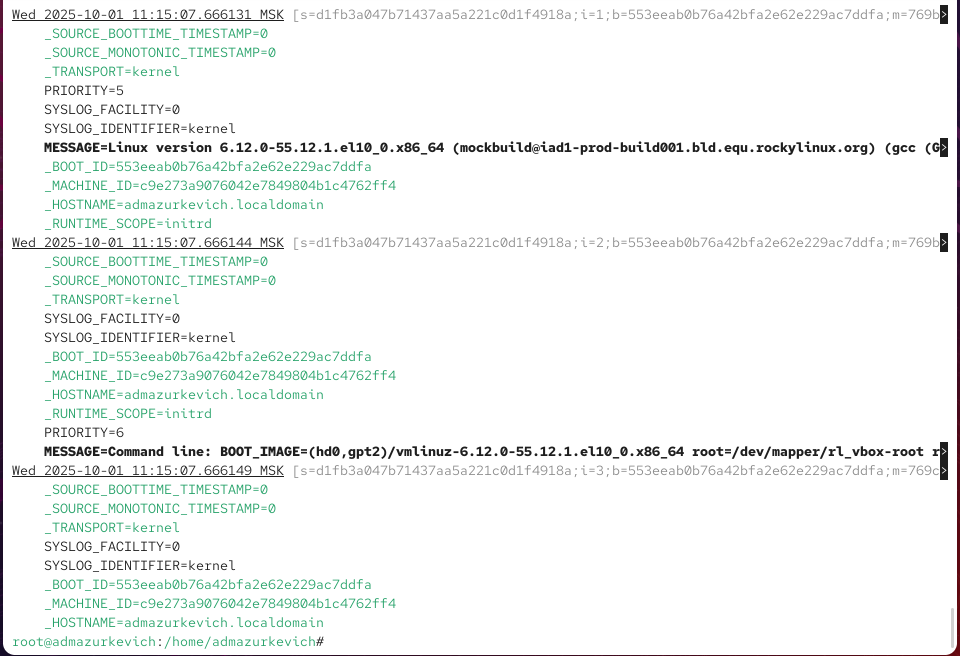 Wed 2025-10-01 11:15:07.666131 MSK [s=d1fb3a047b71437aa5a221c0d1f4918a;i=1;b=553eeab0b76a42bfa2e62e229ac7ddfa;m=769b>
_SOURCE_BOOTTIME_TIMESTAMP=0
_SOURCE_MONOTONIC_TIMESTAMP=0
_TRANSPORT=kernel
PRIORITY=5
SYSLOG_FACILITY=0
SYSLOG_IDENTIFIER=kernel
MESSAGE=Linux version 6.12.0-55.12.1.el10_0.x86_64 (mockbuild@iad1-prod-build001.bld.equ.rockylinux.org) (gcc (G>
_BOOT_ID=553eeab0b76a42bfa2e62e229ac7ddfa
_MACHINE_ID=c9e273a9076042e7849804b1c4762ff4
_HOSTNAME=admazurkevich.localdomain
_RUNTIME_SCOPE=initrd
Wed 2025-10-01 11:15:07.666144 MSK [s=d1fb3a047b71437aa5a221c0d1f4918a;i=2;b=553eeab0b76a42bfa2e62e229ac7ddfa;m=769b>
_SOURCE_BOOTTIME_TIMESTAMP=0
_SOURCE_MONOTONIC_TIMESTAMP=0
_TRANSPORT=kernel
SYSLOG_FACILITY=0
SYSLOG_IDENTIFIER=kernel
_BOOT_ID=553eeab0b76a42bfa2e62e229ac7ddfa
_MACHINE_ID=c9e273a9076042e7849804b1c4762ff4
_HOSTNAME=admazurkevich.localdomain
_RUNTIME_SCOPE=initrd
PRIORITY=6
MESSAGE=Command line: BOOT_IMAGE=(hd0,gpt2)/vmlinuz-6.12.0-55.12.1.el10_0.x86_64 root=/dev/mapper/rl_vbox-root r>
Wed 2025-10-01 11:15:07.666149 MSK [s=d1fb3a047b71437aa5a221c0d1f4918a;i=3;b=553eeab0b76a42bfa2e62e229ac7ddfa;m=769c>
_SOURCE_BOOTTIME_TIMESTAMP=0
_SOURCE_MONOTONIC_TIMESTAMP=0
_TRANSPORT=kernel
SYSLOG_FACILITY=0
SYSLOG_IDENTIFIER=kernel
_BOOT_ID=553eeab0b76a42bfa2e62e229ac7ddfa
_MACHINE_ID=c9e273a9076042e7849804b1c4762ff4
_HOSTNAME=admazurkevich.localdomain
root@admazurkevich:/home/admazurkevich#